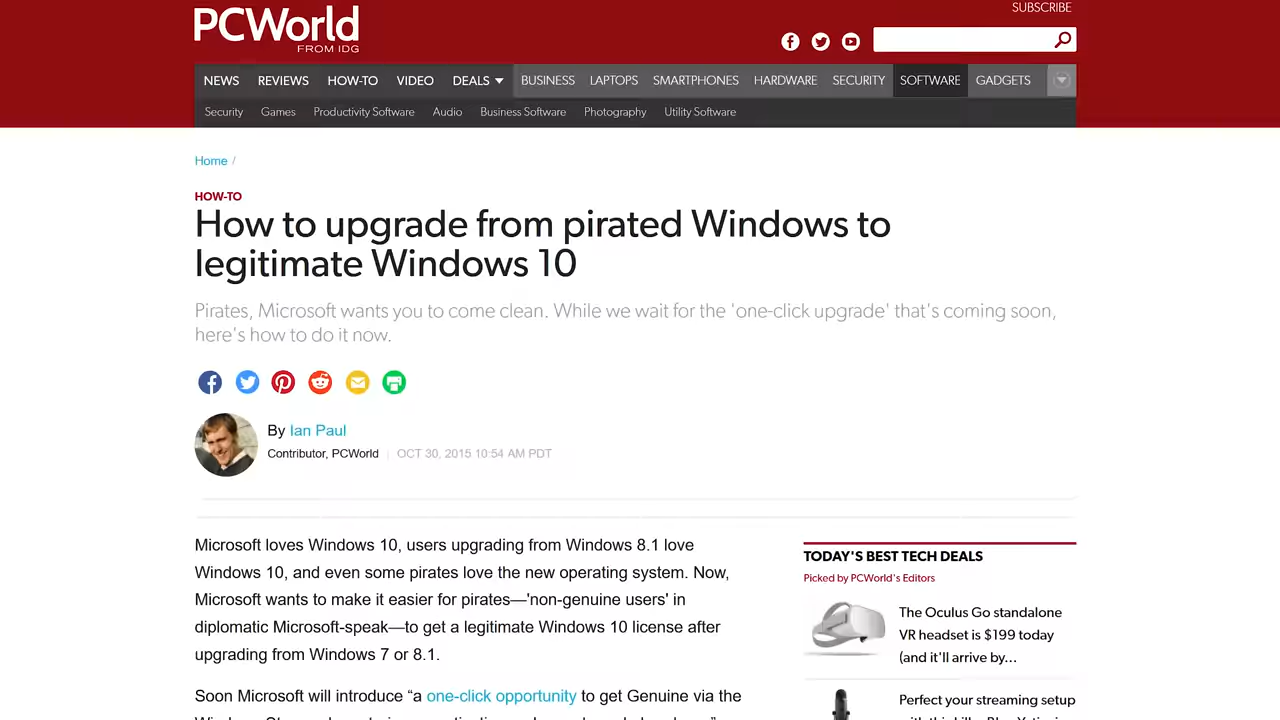 SUBSCRIBE
PCWorld
FROM IDG
NEWS REVIEWS HOW-TO VIDEO DEALS BUSINESS LAPTOPS SMARTPHONES HARDWARE SECURITY SOFTWARE GADGETS
Security Games Productivity Software Audio Business Software Photography Utility Software
Home /
HOW-TO
How to upgrade from pirated Windows to
legitimate Windows 10
Pirates, Microsoft wants you to come clean. While we wait for the 'one-click upgrade' that's coming soon,
here's how to do it now.
By Ian Paul
Contributor, PCWorld | OCT 30, 2015 10:54 AM PDT
Microsoft loves Windows 10, users upgrading from Windows 8.1 love
Windows 10, and even some pirates love the new operating system. Now,
Microsoft wants to make it easier for pirates—'non-genuine users' in
diplomatic Microsoft-speak—to get a legitimate Windows 10 license after
upgrading from Windows 7 or 8.1.
Soon Microsoft will introduce “a one-click opportunity to get Genuine via the
TODAY'S BEST TECH DEALS
Picked by PCWorld's Editors
The Oculus Go standalone
VR headset is $199 today
(and it'll arrive by...
Perfect your streaming setup